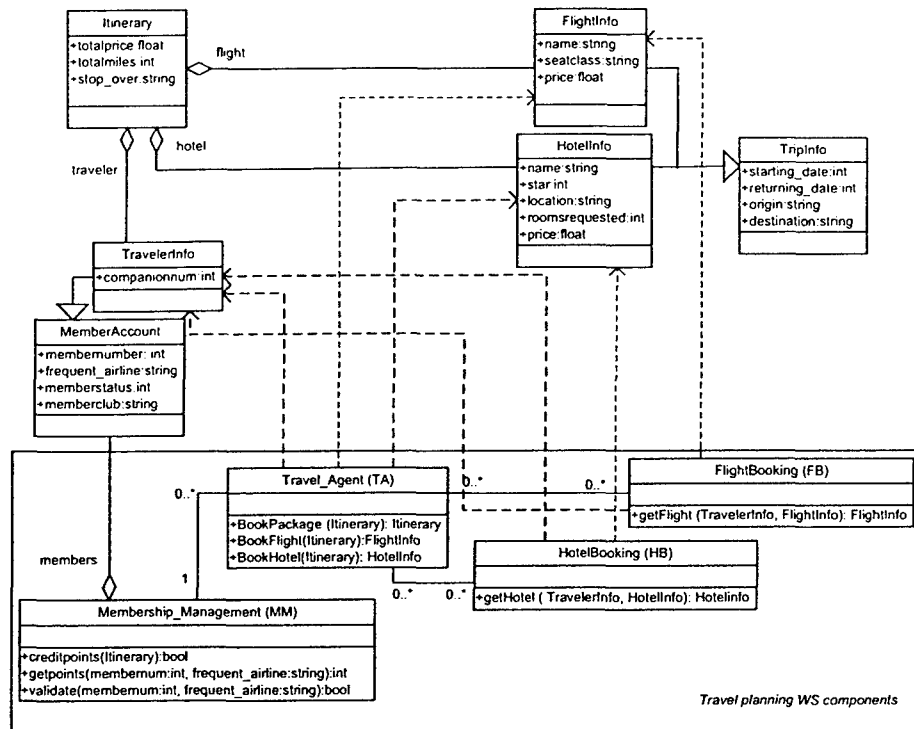 Itinerary
+totalprice float
+totalmiles int
+stop_over:string
flight
hotel
traveler
FlightInfo
+name:string
+seatclass:string
+price:float
HotelInfo
+name:string
+star:int
+location:string
+roomsrequested:int
+price:float
TripInfo
+starting_date:int
+returning_date:int
+origin:string
+destination:string
TravelerInfo
+companionnum:int
MemberAccount
+membernumber: int
+frequent_airline:string
+memberstatus.int
+memberclub:string
Travel_Agent (TA)
+BookPackage (Itinerary): Itinerary
+BookFlight(Itinerary):FlightInfo
+BookHotel(Itinerary): HotelInfo
0..*
0..*
0..*
FlightBooking (FB)
+getFlight (TravelerInfo, FlightInfo): FlightInfo
HotelBooking (HB)
+getHotel ( TravelerInfo, HotelInfo): Hotelinfo
0..*
0..*
members
1
Membership_Management (MM)
+creditpoints(Itinerary):bool
+getpoints(membernum:int, frequent_airline:string):int
+validate(membernum:int, frequent_airline:string):bool
Travel planning WS components